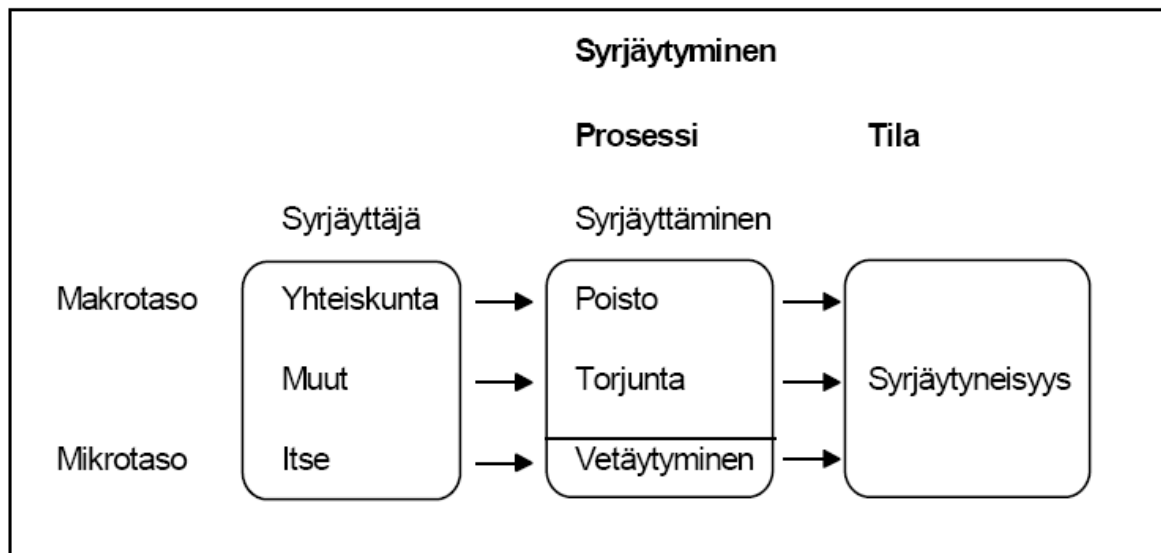 Syrjäytyminen
Prosessi Tila
Syrjäyttäjä Syrjäyttäminen
Makrotaso Yhteiskunta Poisto
Muut Torjunta Syrjäytyneisyys
Mikrotaso Itse Vetäytyminen